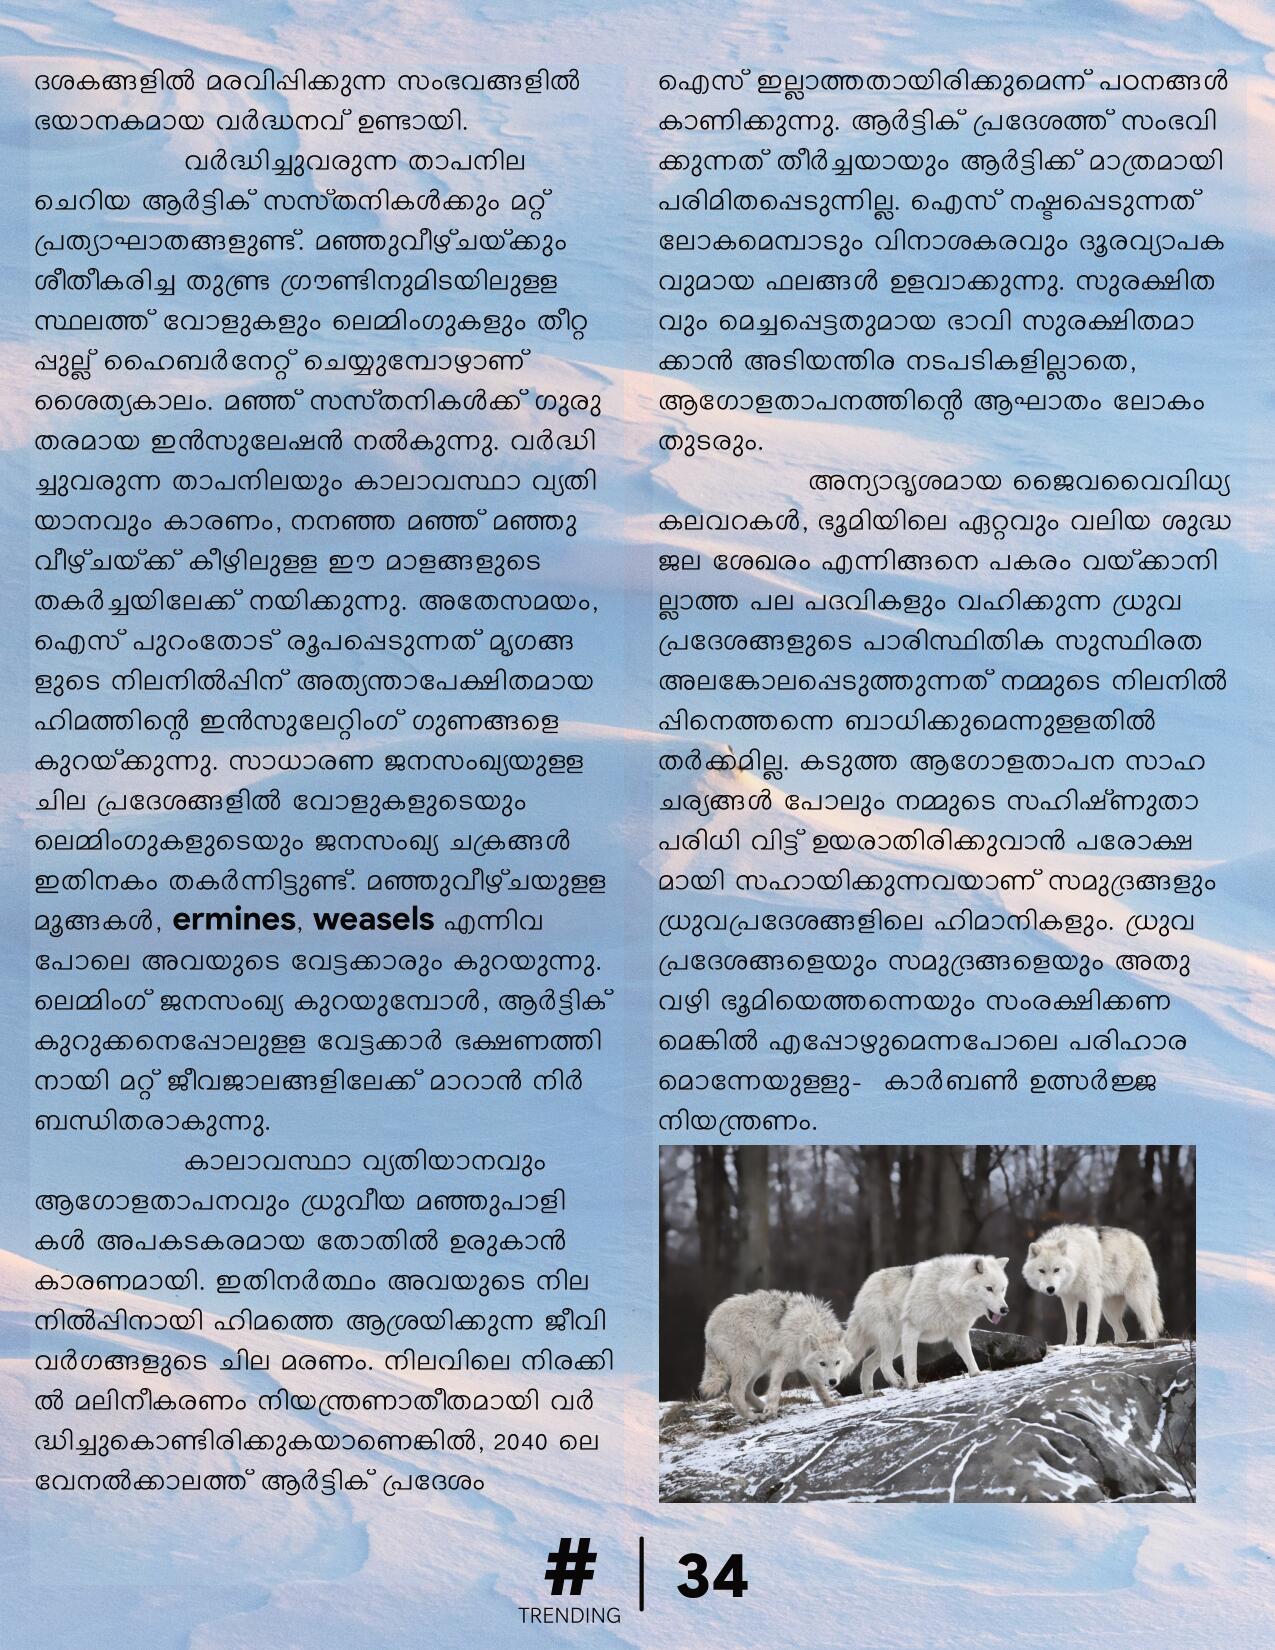 ദശകങ്ങളിൽ മരവിപ്പിക്കുന്ന സംഭവങ്ങളിൽ
ഭയാനകമായ വർദ്ധനവ് ഉണ്ടായി.
വർദ്ധിച്ചുവരുന്ന താപനില
ചെറിയ ആർട്ടിക് സസ്തനികൾക്കും മറ്റ്
പ്രത്യാഘാതങ്ങളുണ്ട്. മഞ്ഞുവീഴ്ചയ്ക്കും
ശീതീകരിച്ച തുണ്ട്ര ഗ്രൗണ്ടിനുമിടയിലുള്ള
സ്ഥലത്ത് വോളുകളും ലെമ്മിംഗുകളും തീറ്റ
പ്പുല്ല് ഹൈബർനേറ്റ് ചെയ്യുമ്പോഴാണ്
ശൈത്യകാലം. മഞ്ഞ് സസ്തനികൾക്ക് ഗുരു
തരമായ ഇൻസുലേഷൻ നൽകുന്നു. വർദ്ധി
ച്ചുവരുന്ന താപനിലയും കാലാവസ്ഥാ വ്യതി
യാനവും കാരണം, നനഞ്ഞ മഞ്ഞ് മഞ്ഞു
വീഴ്ചയ്ക്ക് കീഴിലുള്ള ഈ മാളങ്ങളുടെ
തകർച്ചയിലേക്ക് നയിക്കുന്നു. അതേസമയം,
ഐസ് പുറംതോട് രൂപപ്പെടുന്നത് മൃഗങ്ങ
ളുടെ നിലനിൽപ്പിന് അത്യന്താപേക്ഷിതമായ
ഹിമത്തിന്റെ ഇൻസുലേറ്റിംഗ് ഗുണങ്ങളെ
കുറയ്ക്കുന്നു. സാധാരണ ജനസംഖ്യയുള്ള
ചില പ്രദേശങ്ങളിൽ വോളുകളുടെയും
ലെമ്മിംഗുകളുടെയും ജനസംഖ്യ ചക്രങ്ങൾ
ഇതിനകം തകർന്നിട്ടുണ്ട്. മഞ്ഞുവീഴ്ചയുള്ള
മൂങ്ങകൾ, ermines, weasels എന്നിവ
പോലെ അവയുടെ വേട്ടക്കാരും കുറയുന്നു.
ലെമ്മിംഗ് ജനസംഖ്യ കുറയുമ്പോൾ, ആർട്ടിക്
കുറുക്കനെപ്പോലുള്ള വേട്ടക്കാർ ഭക്ഷണത്തി
നായി മറ്റ് ജീവജാലങ്ങളിലേക്ക് മാറാൻ നിർ
ബന്ധിതരാകുന്നു.
കാലാവസ്ഥാ വ്യതിയാനവും
ആഗോളതാപനവും ധ്രുവീയ മഞ്ഞുപാളി
കൾ അപകടകരമായ തോതിൽ ഉരുകാൻ
കാരണമായി. ഇതിനർത്ഥം അവയുടെ നില
നിൽപ്പിനായി ഹിമത്തെ ആശ്രയിക്കുന്ന ജീവി
വർഗങ്ങളുടെ ചില മരണം. നിലവിലെ നിരക്കി
ൽ മലിനീകരണം നിയന്ത്രണാതീതമായി വർ
ദ്ധിച്ചുകൊണ്ടിരിക്കുകയാണെങ്കിൽ, 2040 ലെ
വേനൽക്കാലത്ത് ആർട്ടിക് പ്രദേശം
ഐസ് ഇല്ലാത്തതായിരിക്കുമെന്ന് പഠനങ്ങൾ
കാണിക്കുന്നു. ആർട്ടിക് പ്രദേശത്ത് സംഭവി
ക്കുന്നത് തീർച്ചയായും ആർട്ടിക്ക് മാത്രമായി
പരിമിതപ്പെടുന്നില്ല. ഐസ് നഷ്ടപ്പെടുന്നത്
ലോകമെമ്പാടും വിനാശകരവും ദൂരവ്യാപക
വുമായ ഫലങ്ങൾ ഉളവാക്കുന്നു. സുരക്ഷിത
വും മെച്ചപ്പെട്ടതുമായ ഭാവി സുരക്ഷിതമാ
ക്കാൻ അടിയന്തിര നടപടികളില്ലാതെ,
ആഗോളതാപനത്തിന്റെ ആഘാതം ലോകം
തുടരും.
അന്യാദൃശമായ ജൈവവൈവിധ്യ
കലവറകൾ, ഭൂമിയിലെ ഏറ്റവും വലിയ ശുദ്ധ
ജല ശേഖരം എന്നിങ്ങനെ പകരം വയ്ക്കാനി
ല്ലാത്ത പല പദവികളും വഹിക്കുന്ന ധ്രുവ
പ്രദേശങ്ങളുടെ പാരിസ്ഥിതിക സുസ്ഥിരത
അലങ്കോലപ്പെടുത്തുന്നത് നമ്മുടെ നിലനിൽ
പ്പിനെത്തന്നെ ബാധിക്കുമെന്നുള്ളതിൽ
തർക്കമില്ല. കടുത്ത ആഗോളതാപന സാഹ
ചര്യങ്ങൾ പോലും നമ്മുടെ സഹിഷ്ണുതാ
പരിധി വിട്ട് ഉയരാതിരിക്കുവാൻ പരോക്ഷ
മായി സഹായിക്കുന്നവയാണ് സമുദ്രങ്ങളും
ധ്രുവപ്രദേശങ്ങളിലെ ഹിമാനികളും. ധ്രുവ
പ്രദേശങ്ങളെയും സമുദ്രങ്ങളെയും അതു
വഴി ഭൂമിയെത്തന്നെയും സംരക്ഷിക്കണ
മെങ്കിൽ എപ്പോഴുമെന്നപോലെ പരിഹാര
മൊന്നേയുള്ളു- കാർബൺ ഉത്സർജ്ജ
നിയന്ത്രണം.
# | 34
TRENDING